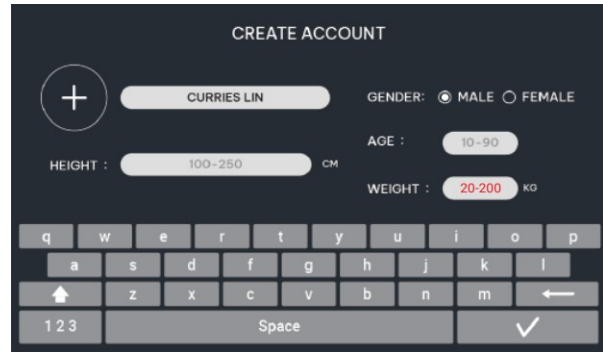 CREATE ACCOUNT
CURRIES LIN
GENDER: MALE FEMALE
AGE : 10-90
HEIGHT : 100-250 CM
WEIGHT : 20-200 KG
q w e r t y u i o p
a s d f g h j k l
z x c v b n m
123 Space